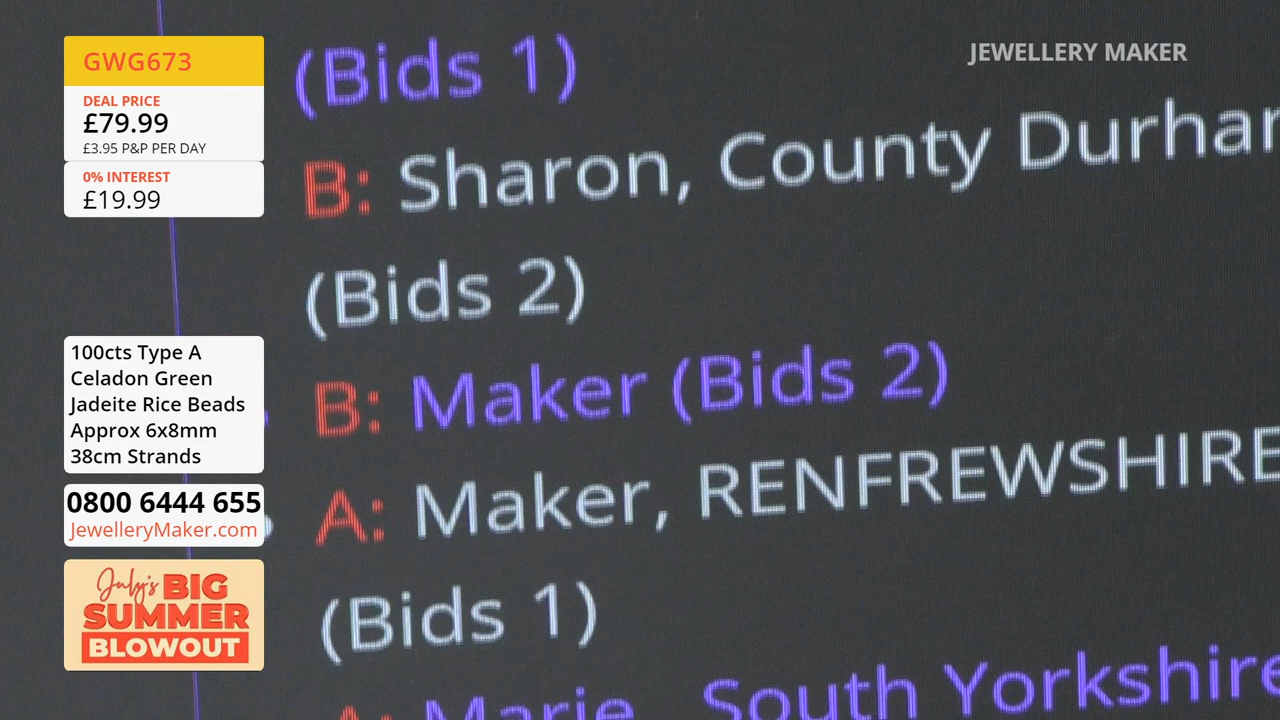 GWG673
DEAL PRICE
£79.99
£3.95 P&P PER DAY
0% INTEREST
£19.99
100cts Type A
Celadon Green
Jadeite Rice Beads
Approx 6x8mm
38cm Strands
0800 6444 655
JewelleryMaker.com
July's BIG
SUMMER
BLOWOUT
JEWELLERY MAKER
(Bids 1)
B: Sharon, County Durham
(Bids 2)
B: Maker (Bids 2)
A: Maker, RENFREWSHIRE
(Bids 1)
A: Marie, South Yorkshire